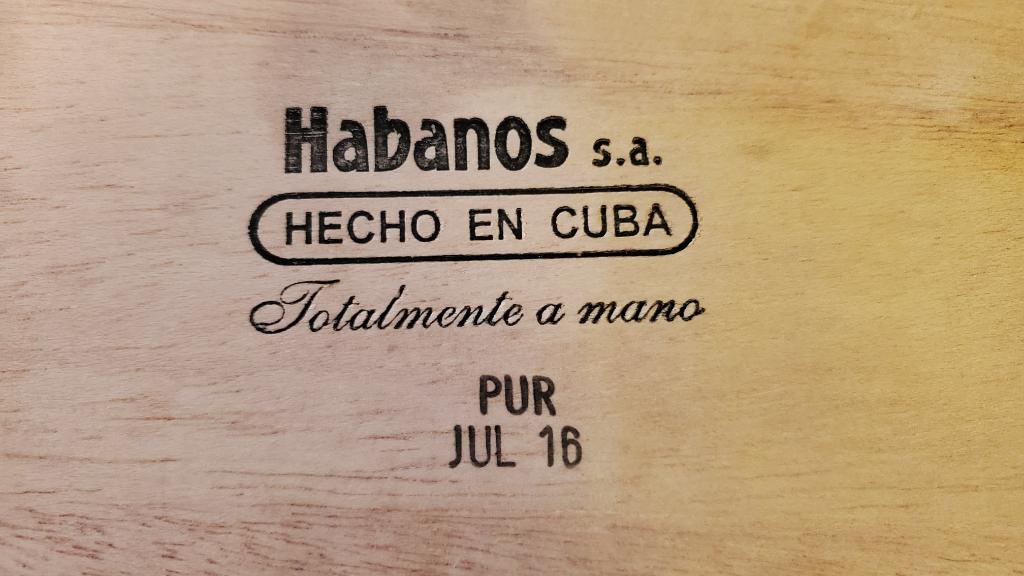 Habanos s.a.
HECHO EN CUBA
Totalmente a mano
PUR
JUL 16